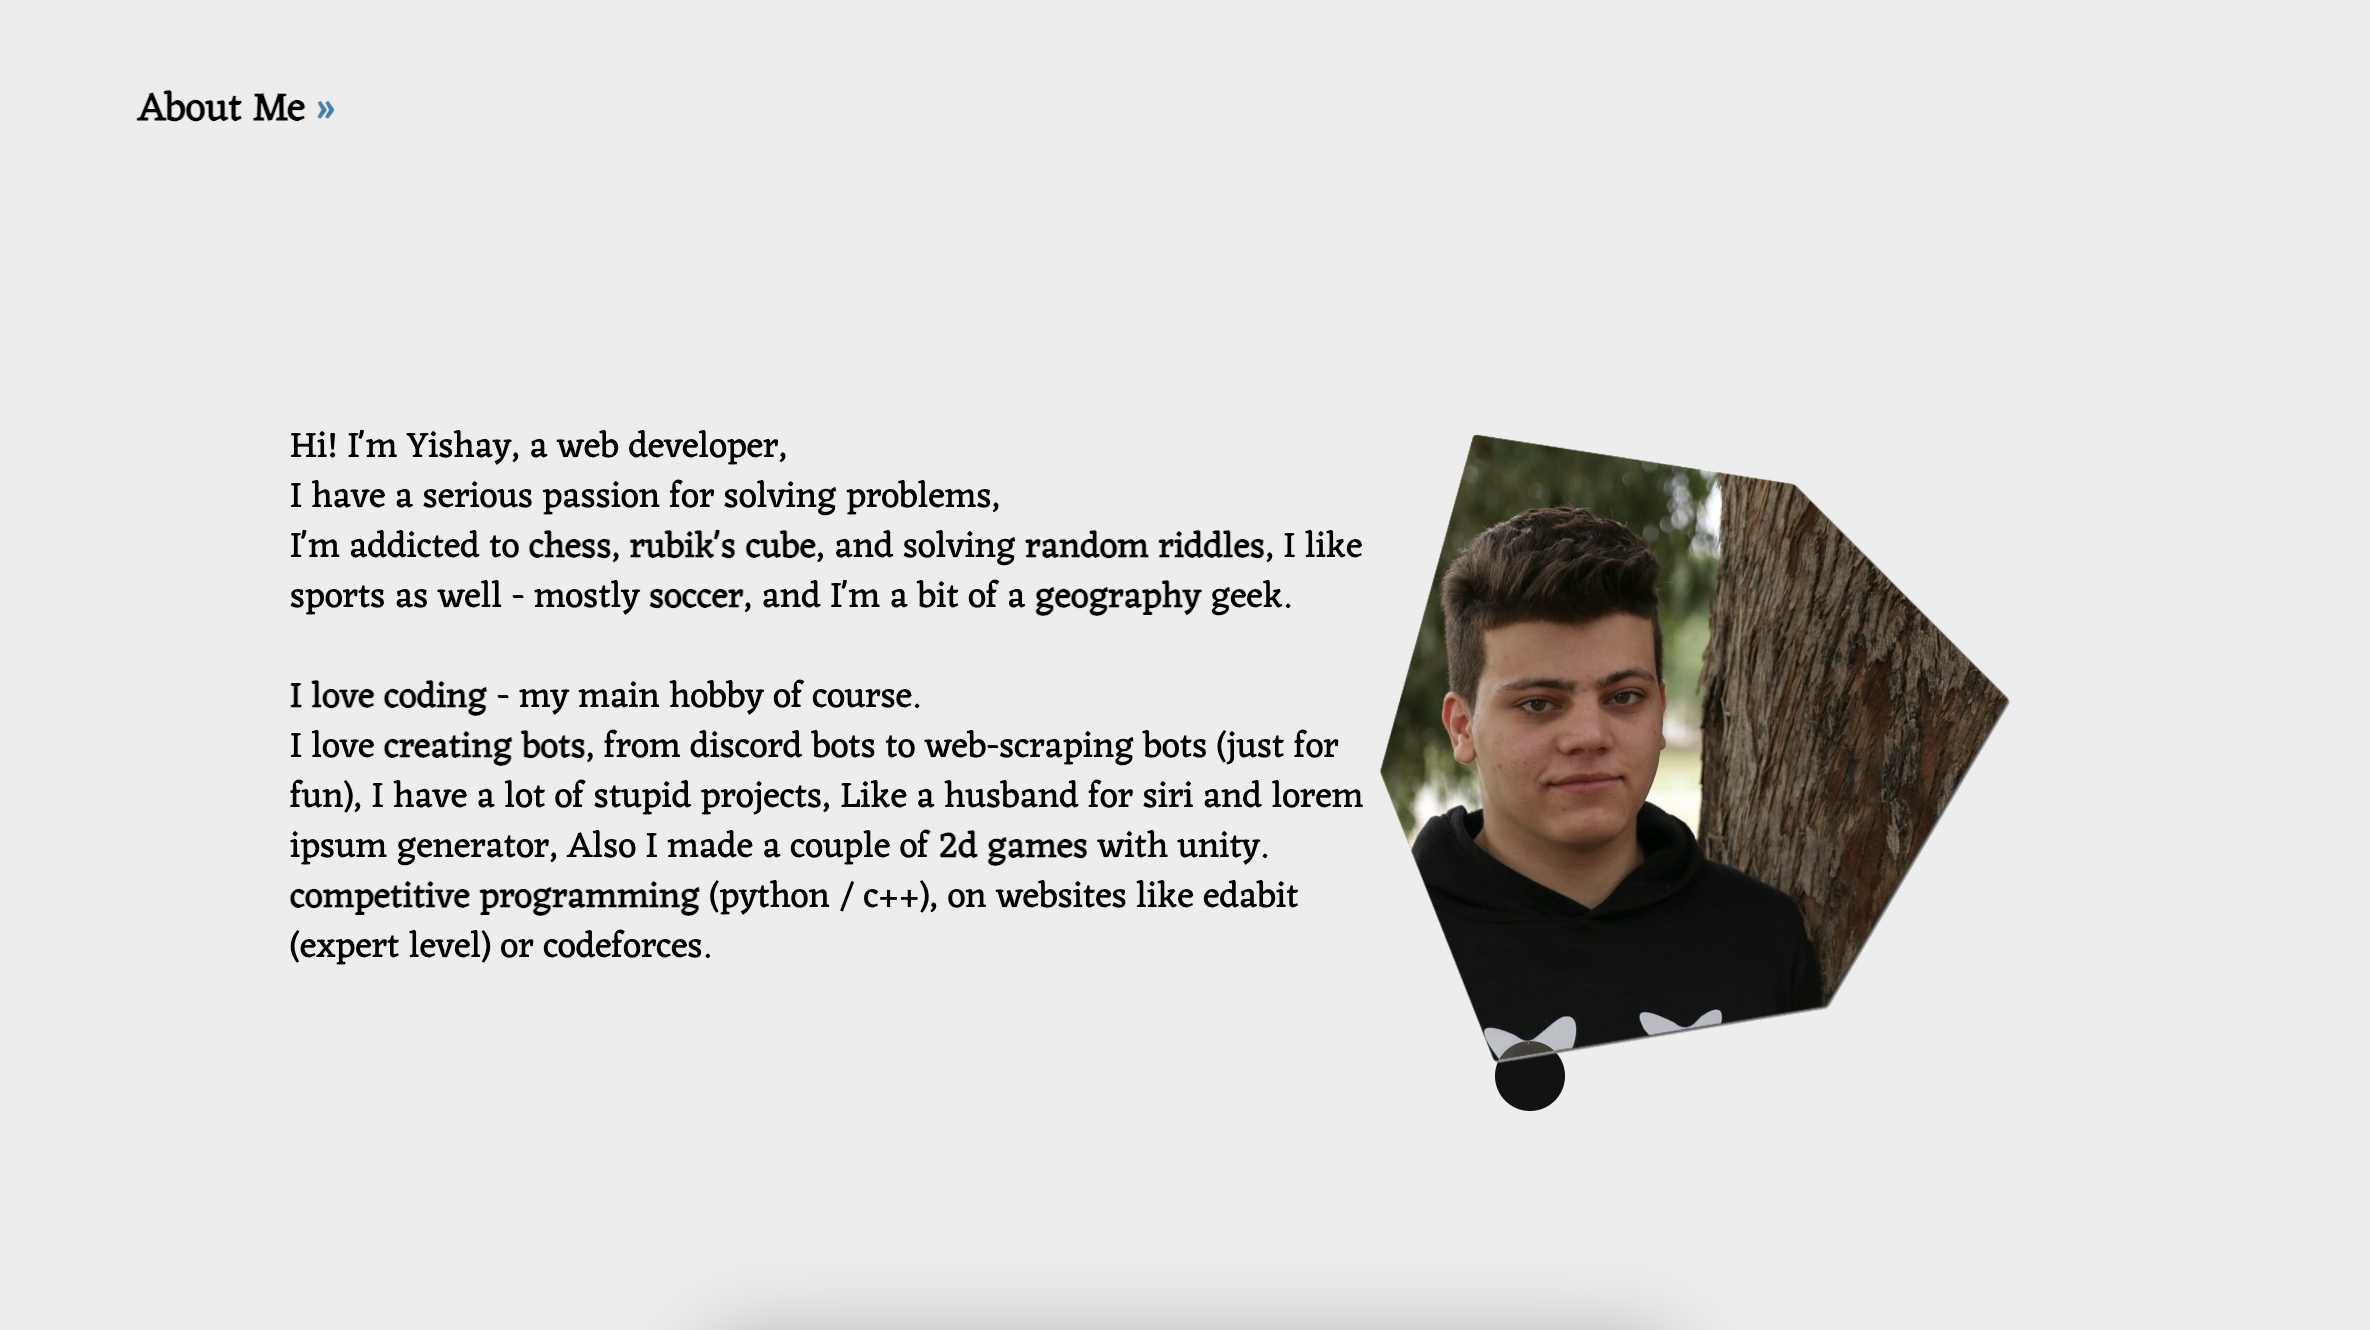 About Me »
Hi! I'm Yishay, a web developer,
I have a serious passion for solving problems,
I'm addicted to chess, rubik's cube, and solving random riddles, I like
sports as well - mostly soccer, and I'm a bit of a geography geek.
I love coding - my main hobby of course.
I love creating bots, from discord bots to web-scraping bots (just for
fun), I have a lot of stupid projects, Like a husband for siri and lorem
ipsum generator, Also I made a couple of 2d games with unity.
competitive programming (python / c++), on websites like edabit
(expert level) or codeforces.